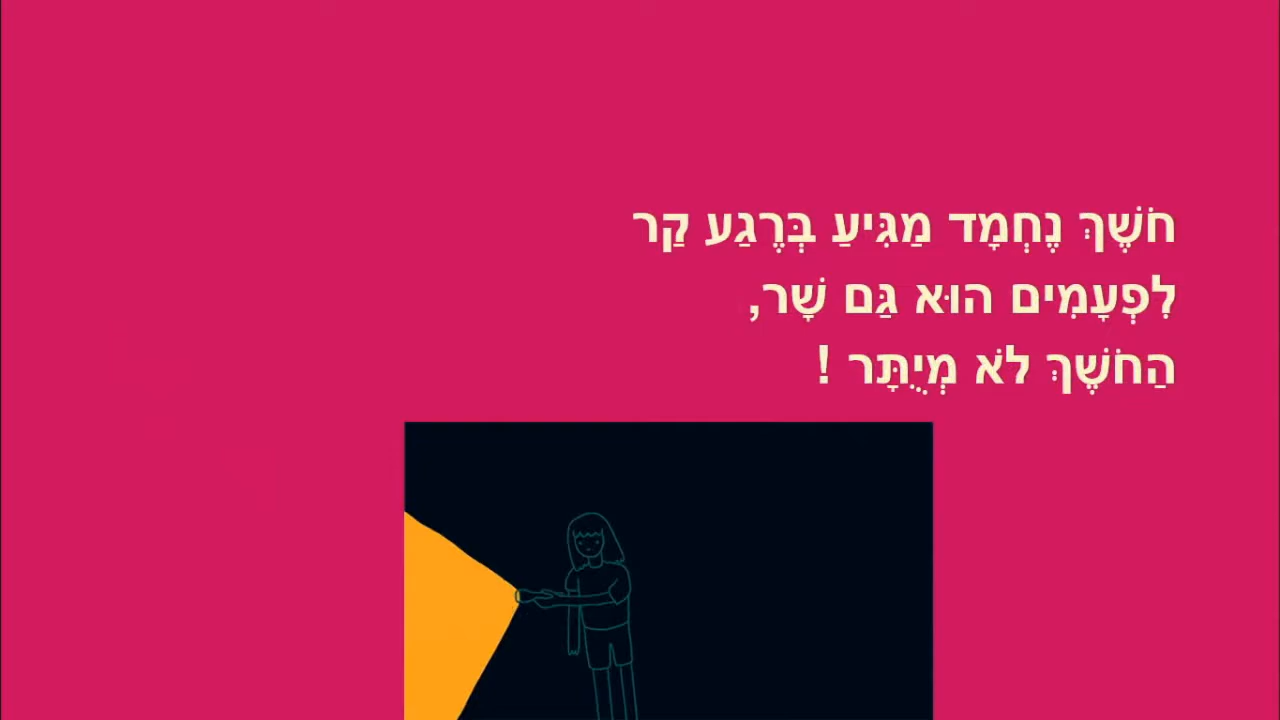 חֹשֶׁךְ נֶחְמָד מַגִּיעַ בְּרֶגַע קַר
לִפְעָמִים הוּא גַּם שָׁר,
הַחֹשֶׁךְ לֹא מְיֻתָּר !